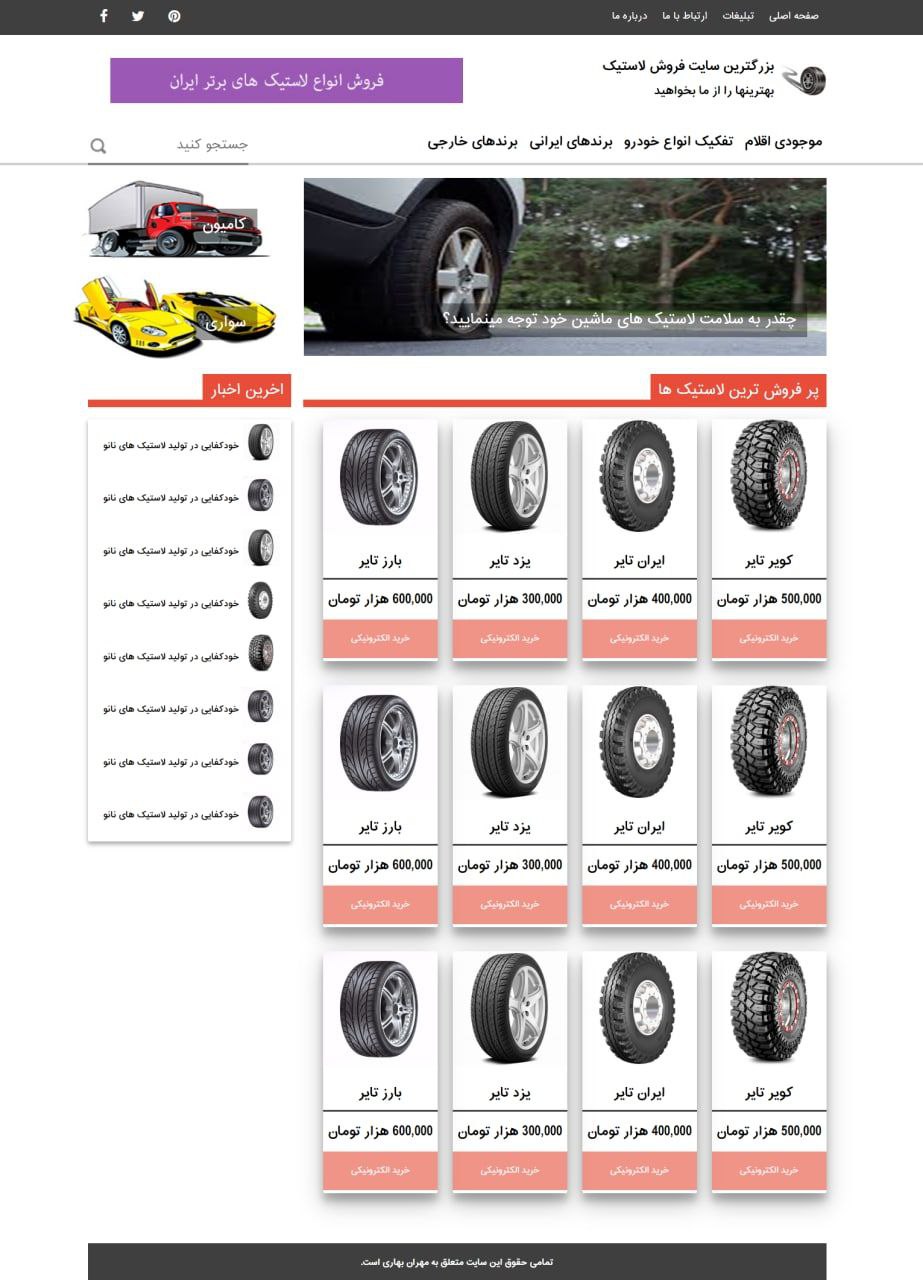 صفحه اصلی تبلیغات ارتباط با ما درباره ما
بزرگترین سایت فروش لاستیک
بهترینها را از ما بخواهید
فروش انواع لاستیک های برتر ایران
موجودی اقلام تفکیک انواع خودرو برندهای ایرانی برندهای خارجی
جستجو کنید
چقدر به سلامت لاستیک های ماشین خود توجه مینمایید؟
کامیون
سواری
پر فروش ترین لاستیک ها
کویر تایر ایران تایر یزد تایر بارز تایر
500,000 هزار تومان 400,000 هزار تومان 300,000 هزار تومان 600,000 هزار تومان
خرید الکترونیکی خرید الکترونیکی خرید الکترونیکی خرید الکترونیکی
کویر تایر ایران تایر یزد تایر بارز تایر
500,000 هزار تومان 400,000 هزار تومان 300,000 هزار تومان 600,000 هزار تومان
خرید الکترونیکی خرید الکترونیکی خرید الکترونیکی خرید الکترونیکی
کویر تایر ایران تایر یزد تایر بارز تایر
500,000 هزار تومان 400,000 هزار تومان 300,000 هزار تومان 600,000 هزار تومان
خرید الکترونیکی خرید الکترونیکی خرید الکترونیکی خرید الکترونیکی
اخرین اخبار
خودکفایی در تولید لاستیک های نانو
خودکفایی در تولید لاستیک های نانو
خودکفایی در تولید لاستیک های نانو
خودکفایی در تولید لاستیک های نانو
خودکفایی در تولید لاستیک های نانو
خودکفایی در تولید لاستیک های نانو
خودکفایی در تولید لاستیک های نانو
خودکفایی در تولید لاستیک های نانو
تمامی حقوق این سایت متعلق به مهران بهاری است.